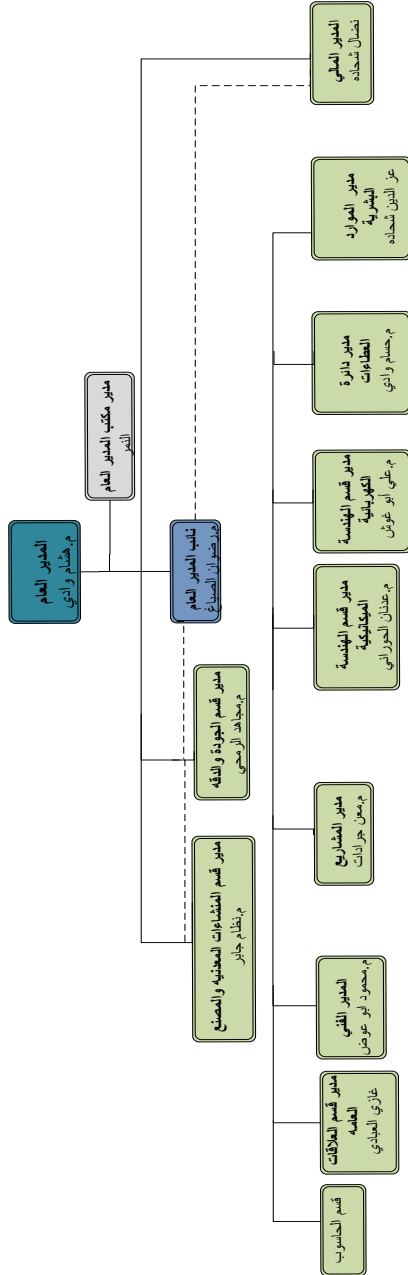 المدير العام
م.هشام وادي
مدير مكتب المدير العام
النمر
نائب المدير العام
م.رضوان الصباغ
المدير المالي
نضال شحاده
مدير قسم الجودة والدقه
م.مجاهد الرمحي
مدير قسم المنشاءات المعدنيه والمصنع
م.نظام جابر
مدير الموارد
البشرية
عز الدين شحاده
مدير دائرة
العطاءات
م.حسام وادي
مدير قسم الهندسة
الكهربائية
م.علي ابو غوش
مدير قسم الهندسة
الميكانيكية
م.عدنان الحوراني
مدير المشاريع
م.معن جرادات
المدير الفني
م.محمود ابو عوض
مدير قسم العلاقات
العامه
غازي العبادي
قسم الحاسوب